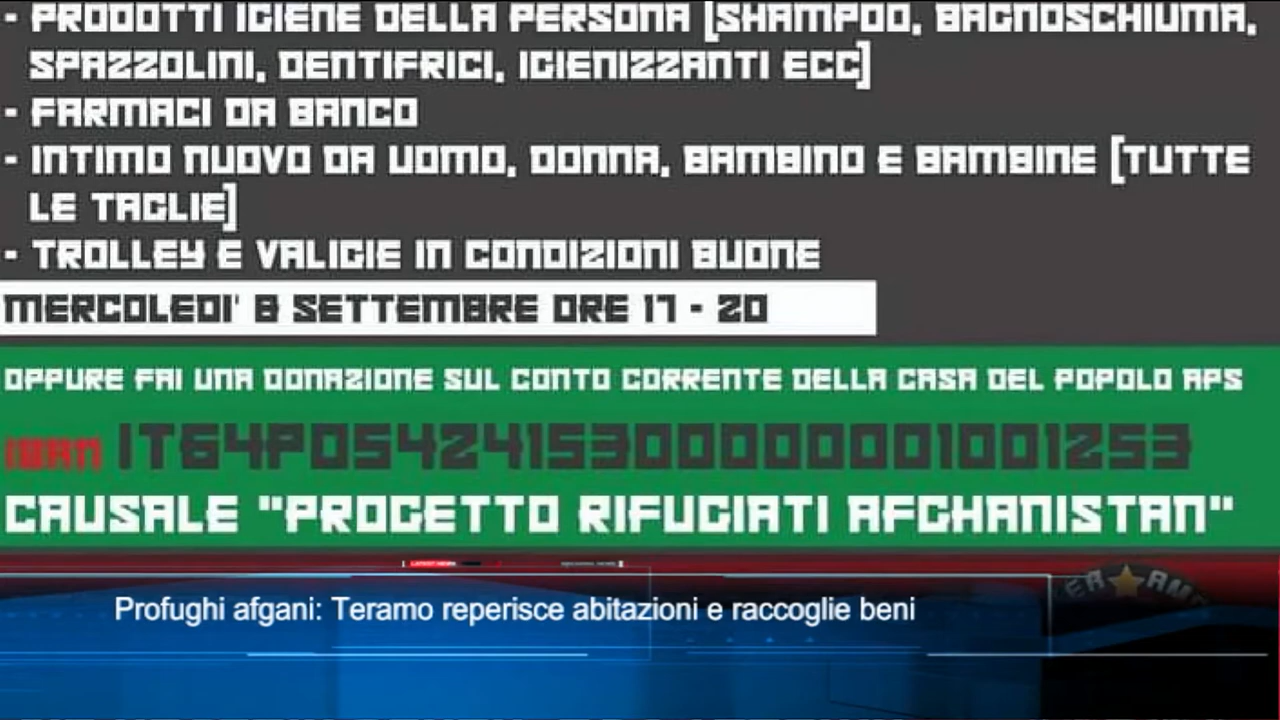 - PRODOTTI IGIENE DELLA PERSONA [SHAMPOO, BAGNOSCHIUMA,
SPAZZOLINI, DENTIFRICI, IGIENIZZANTI ECC]
- FARMACI DA BANCO
- INTIMO NUOVO DA UOMO, DONNA, BAMBINO E BAMBINE [TUTTE
LE TAGLIE]
- TROLLEY E VALIGIE IN CONDIZIONI BUONE
MERCOLEDI' 8 SETTEMBRE ORE 17 - 20
OPPURE FAI UNA DONAZIONE SUL CONTO CORRENTE DELLA CASA DEL POPOLO APS
IBAN IT64P0542415300000001001253
CAUSALE "PROGETTO RIFUGIATI AFGHANISTAN"
LATEST NEWS
Profughi afgani: Teramo reperisce abitazioni e raccoglie beni